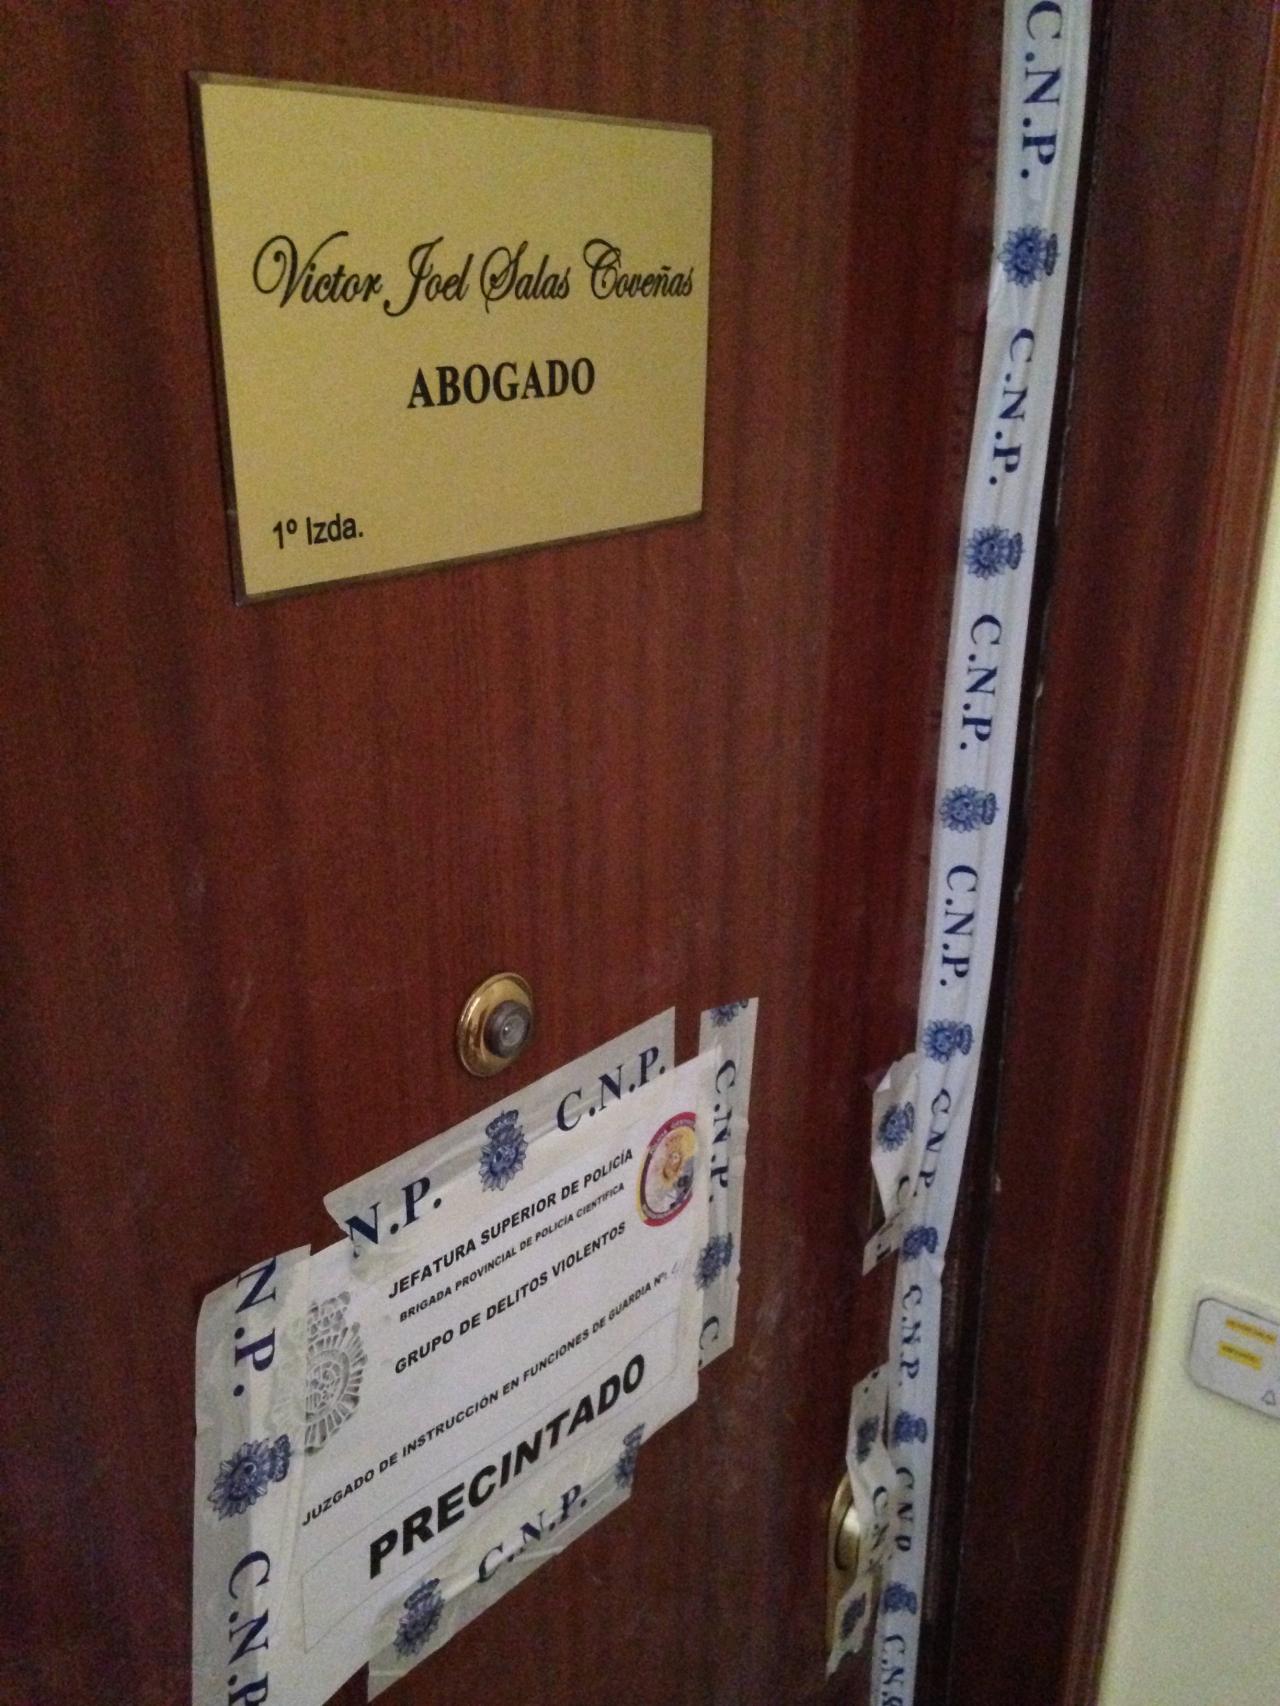 Victor Joel Salas Coveñas
ABOGADO
1º Izda.
C.N.P.
C.N.P.
C.N.P.
C.N.P.
C.N.P.
C.N.P.
C.N.P.
N.P.
C.N.P.
C.N.P.
JEFATURA SUPERIOR DE POLICÍA
BRIGADA PROVINCIAL DE POLICÍA CIENTÍFICA
GRUPO DE DELITOS VIOLENTOS
JUZGADO DE INSTRUCCIÓN EN FUNCIONES DE GUARDIA Nº:
PRECINTADO
N.P.
C.N.P
C.N.P.
C.
C.N.P
C.N.